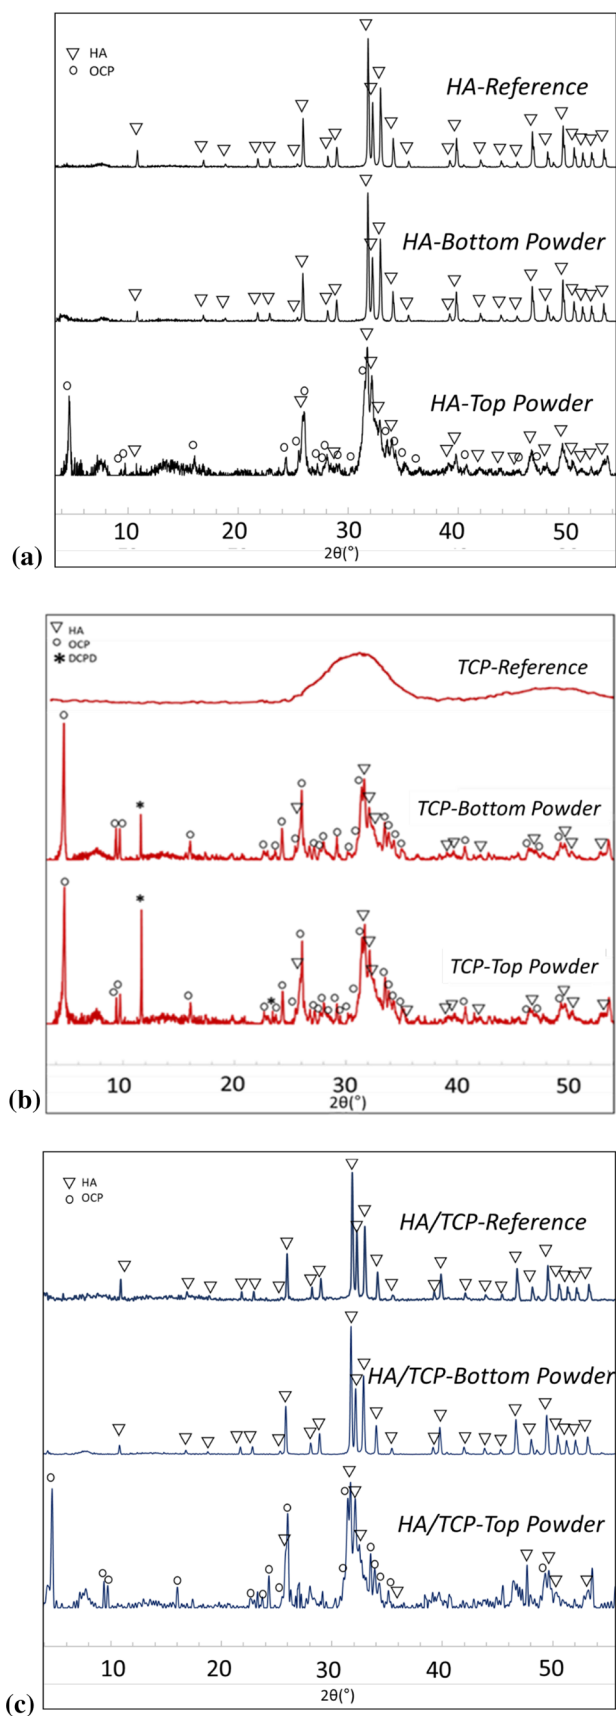 HA
OCP
HA-Reference
HA-Bottom Powder
HA-Top Powder
10 20 30 40 50
2θ(°)
(a)
HA
OCP
DCPD
TCP-Reference
TCP-Bottom Powder
TCP-Top Powder
10 20 30 40 50
2θ(°)
(b)
HA
OCP
HA/TCP-Reference
HA/TCP-Bottom Powder
HA/TCP-Top Powder
10 20 30 40 50
2θ(°)
(c)